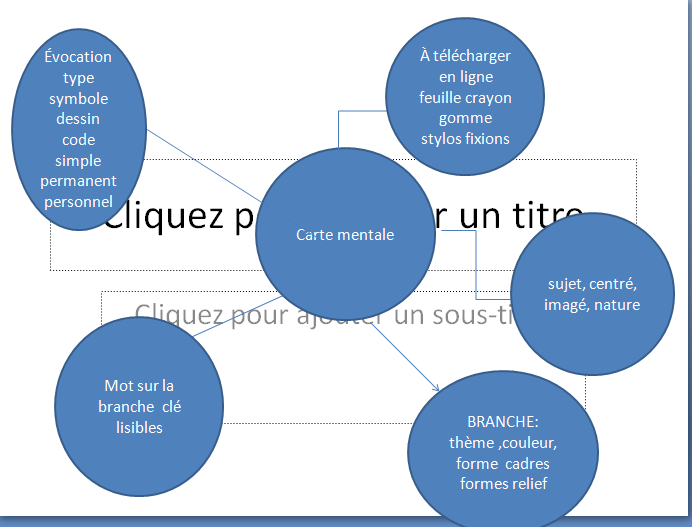 Évocation
type
symbole
dessin
code
simple
permanent
personnel
À télécharger
en ligne
feuille crayon
gomme
stylos fixions
Cliquez p r un titre
Carte mentale
sujet, centré,
imagé, nature
Cliquez pour ajouter un sous-ti
Mot sur la
branche clé
lisibles
BRANCHE:
thème ,couleur,
forme cadres
formes relief